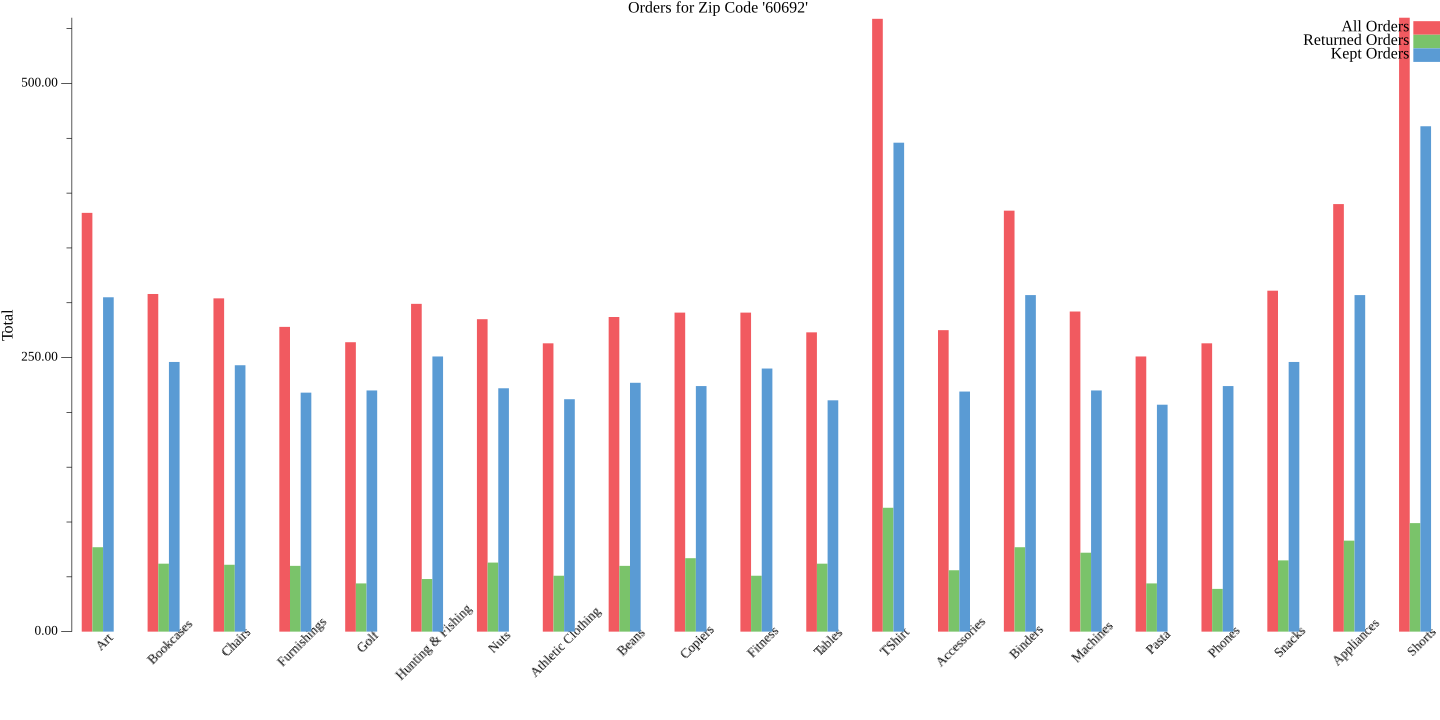 Orders for Zip Code '60692'
All Orders
Returned Orders
Kept Orders
500.00
250.00
0.00
Total
Art
Bookcases
Chairs
Furnishings
Golf
Hunting & Fishing
Nuts
Athletic Clothing
Beans
Copiers
Fitness
Tables
TShirt
Accessories
Binders
Machines
Pasta
Phones
Snacks
Appliances
Shorts